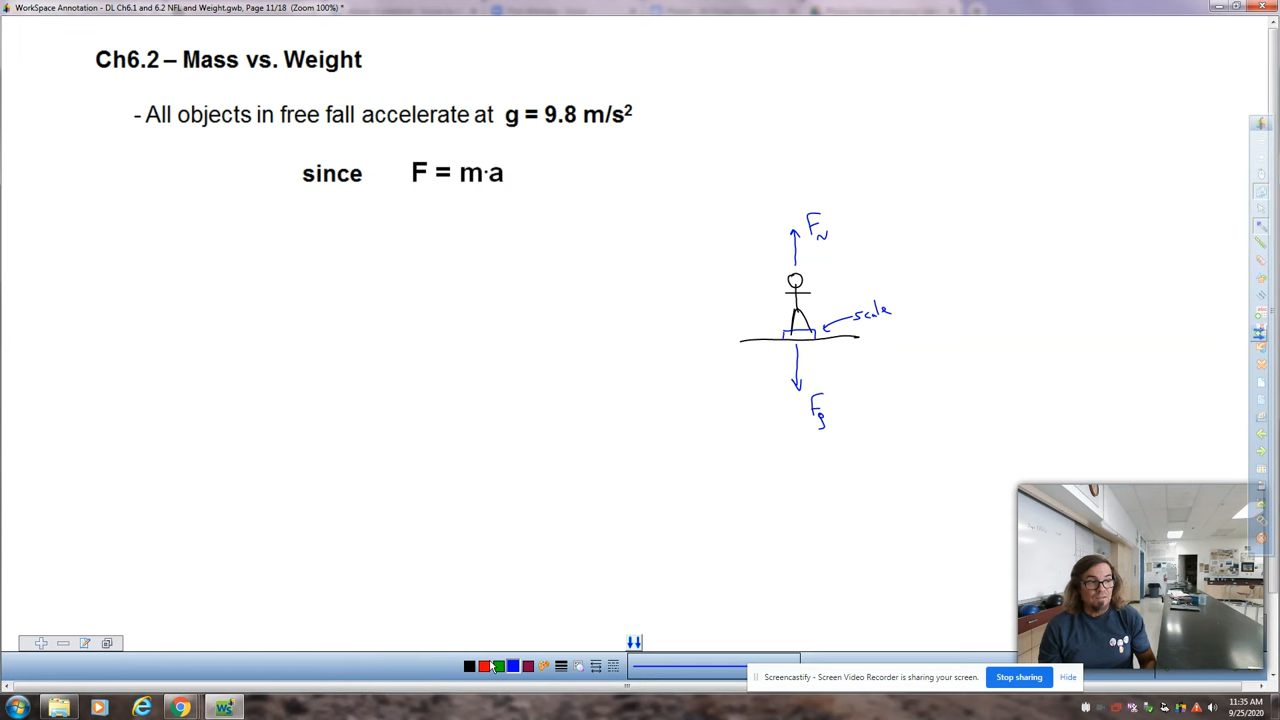 WorkSpace Annotation - DL Ch6.1 and 6.2 NFL and Weight.gwb, Page 11/18 (Zoom 100%) *
Ch6.2 – Mass vs. Weight
- All objects in free fall accelerate at g = 9.8 m/s²
since F = m·a
F_N
scale
F_g
Screencastify - Screen Video Recorder is sharing your screen.
Stop sharing
Hide
11:35 AM
9/25/2020